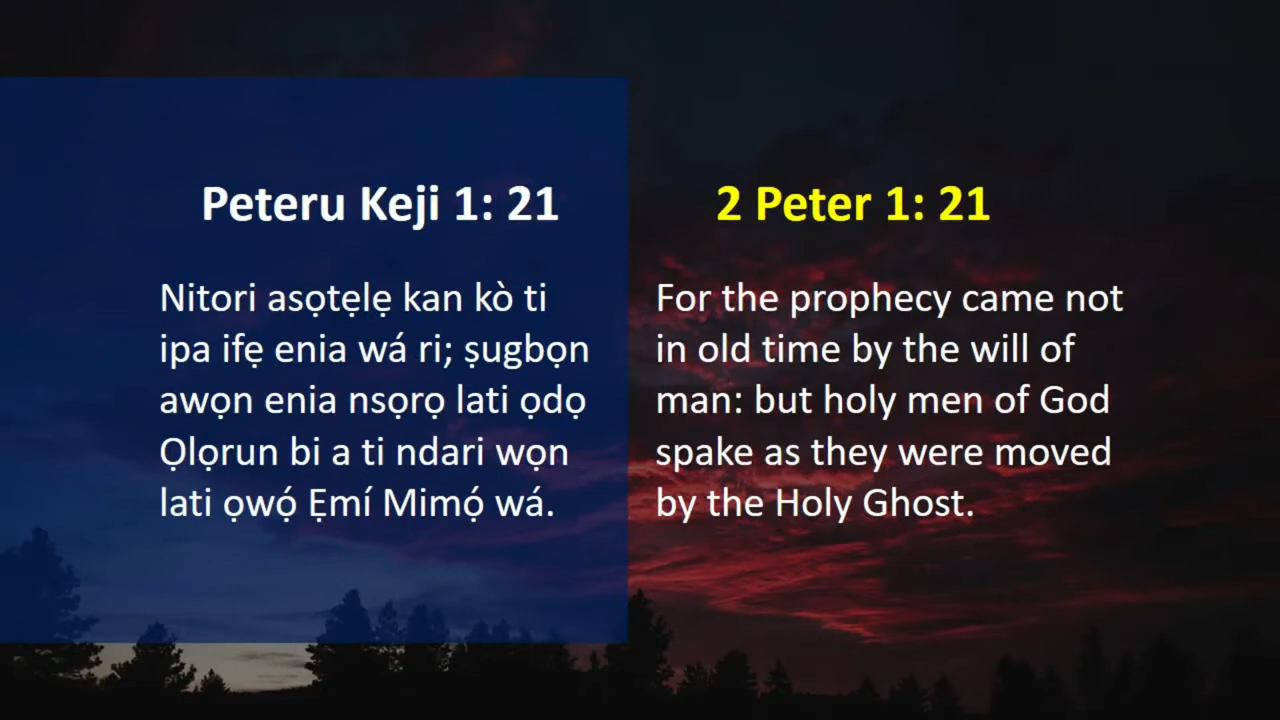 Peteru Keji 1: 21
Nitori asọtẹlẹ kan kò ti
ipa ifẹ enia wá ri; ṣugbọn
awọn enia nsọrọ lati ọdọ
Ọlọrun bi a ti ndari wọn
lati ọwọ́ Ẹmí Mimọ́ wá.
2 Peter 1: 21
For the prophecy came not
in old time by the will of
man: but holy men of God
spake as they were moved
by the Holy Ghost.